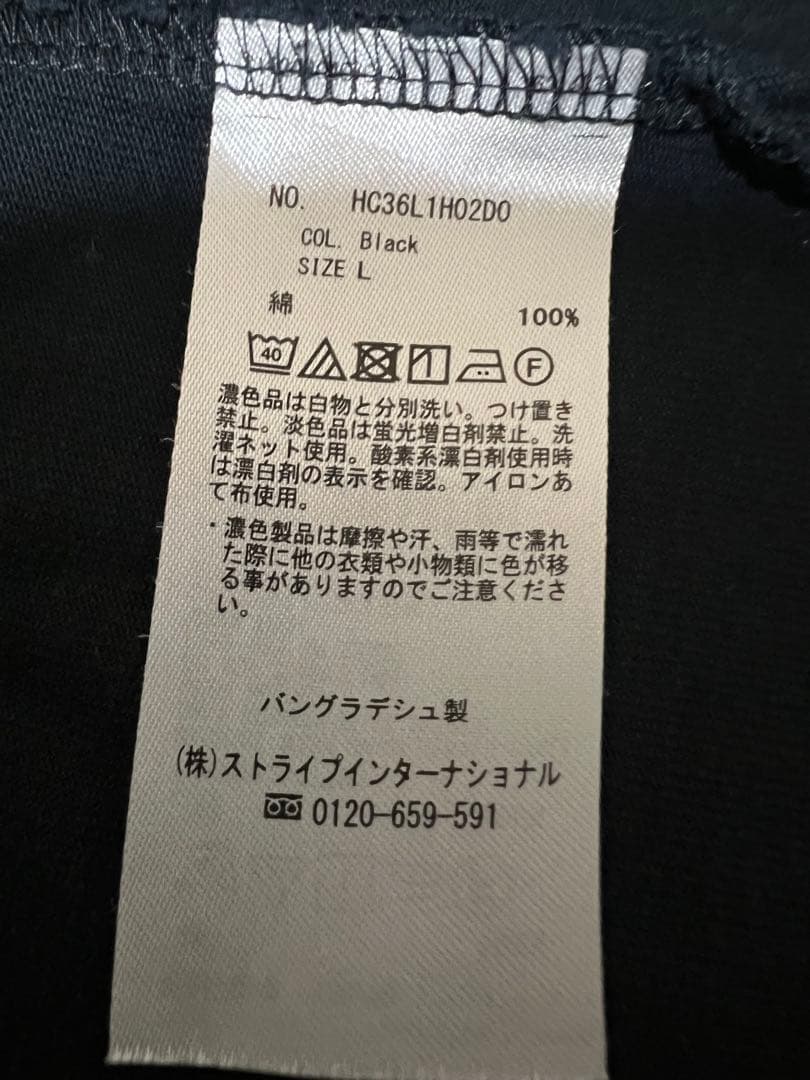 NO. HC36L1H02D0
COL. Black
SIZE L
綿 100%
40 F
濃色品は白物と分別洗い。つけ置き
禁止。淡色品は蛍光増白剤禁止。洗
濯ネット使用。酸素系漂白剤使用時
は漂白剤の表示を確認。アイロンあ
て布使用。
・濃色製品は摩擦や汗、雨等で濡れ
た際に他の衣類や小物類に色が移
る事がありますのでご注意くださ
い。
バングラデシュ製
(株)ストライプインターナショナル
0120-659-591